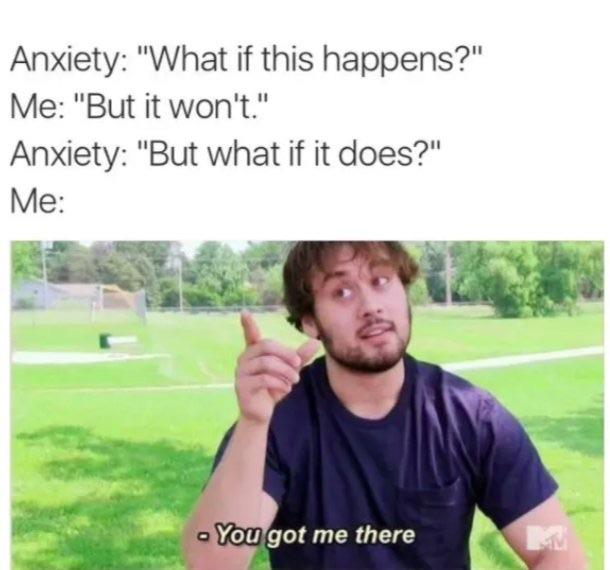 Anxiety: "What if this happens?"
Me: "But it won't."
Anxiety: "But what if it does?"
Me:
- You got me there
MTV